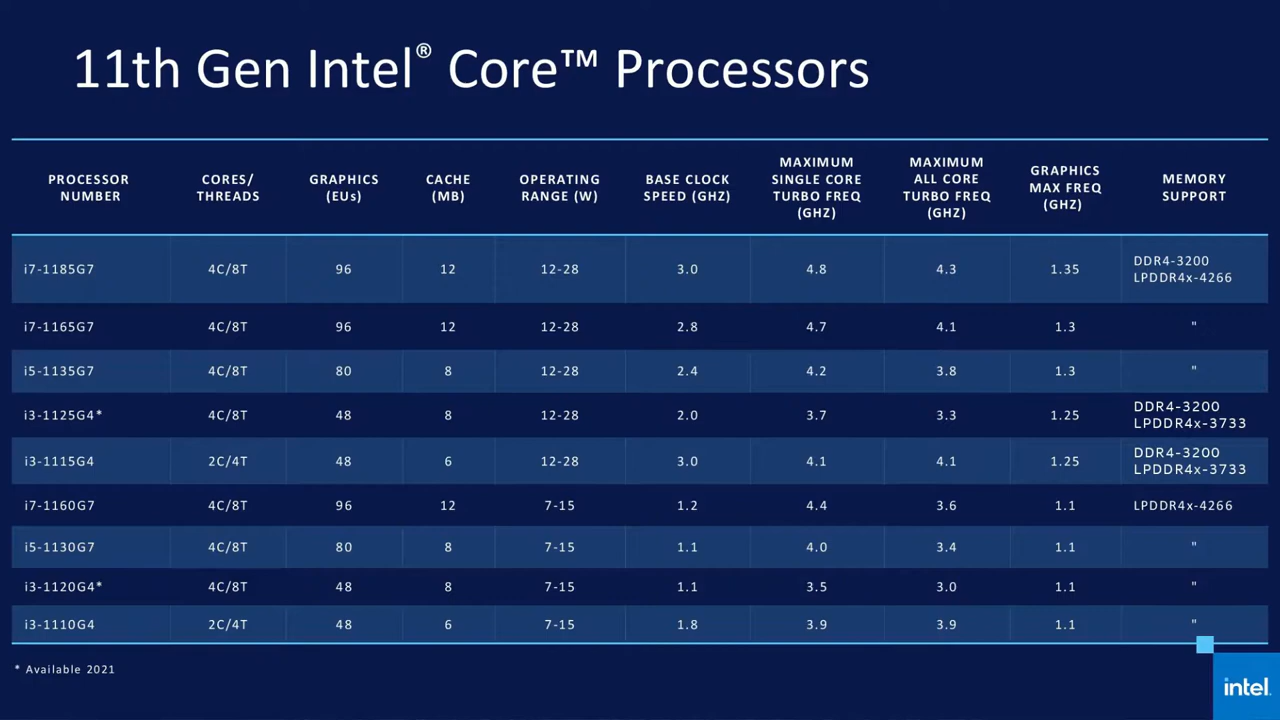 11th Gen Intel® Core™ Processors
PROCESSOR NUMBER CORES/ THREADS GRAPHICS (EUs) CACHE (MB) OPERATING RANGE (W) BASE CLOCK SPEED (GHZ) MAXIMUM SINGLE CORE TURBO FREQ (GHZ) MAXIMUM ALL CORE TURBO FREQ (GHZ) GRAPHICS MAX FREQ (GHZ) MEMORY SUPPORT
i7-1185G7 4C/8T 96 12 12-28 3.0 4.8 4.3 1.35 DDR4-3200 LPDDR4x-4266
i7-1165G7 4C/8T 96 12 12-28 2.8 4.7 4.1 1.3 "
i5-1135G7 4C/8T 80 8 12-28 2.4 4.2 3.8 1.3 "
i3-1125G4* 4C/8T 48 8 12-28 2.0 3.7 3.3 1.25 DDR4-3200 LPDDR4x-3733
i3-1115G4 2C/4T 48 6 12-28 3.0 4.1 4.1 1.25 DDR4-3200 LPDDR4x-3733
i7-1160G7 4C/8T 96 12 7-15 1.2 4.4 3.6 1.1 LPDDR4x-4266
i5-1130G7 4C/8T 80 8 7-15 1.1 4.0 3.4 1.1 "
i3-1120G4* 4C/8T 48 8 7-15 1.1 3.5 3.0 1.1 "
i3-1110G4 2C/4T 48 6 7-15 1.8 3.9 3.9 1.1 "
* Available 2021
intel.